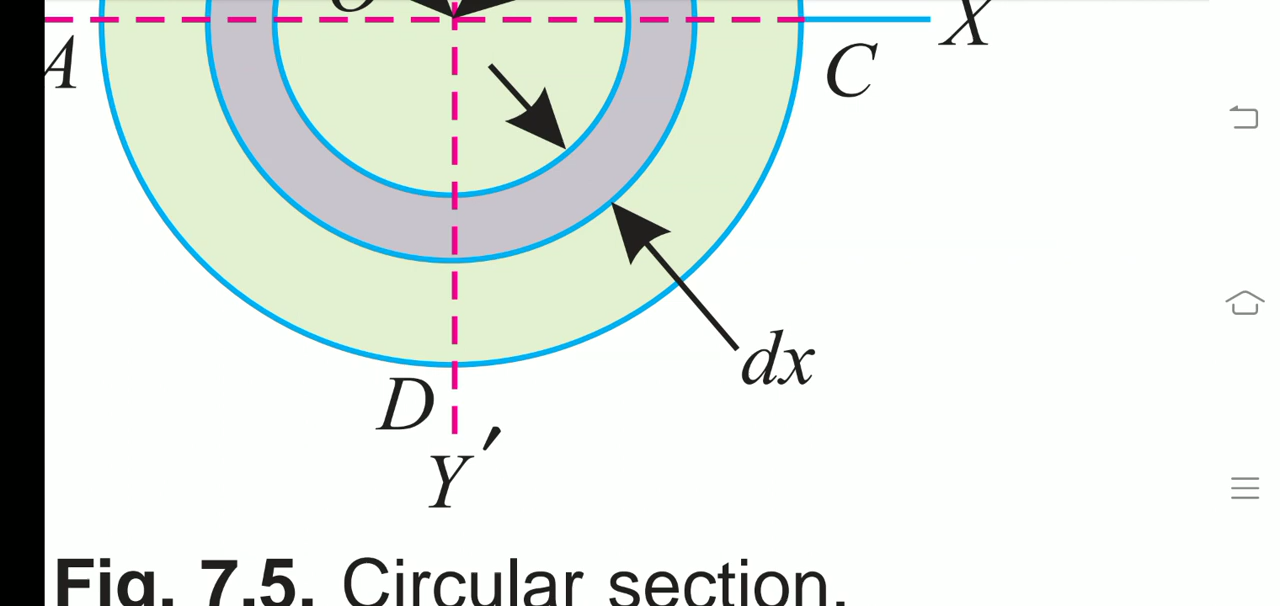 O
X
A
C
dx
D
Y′
Fig. 7.5. Circular section.